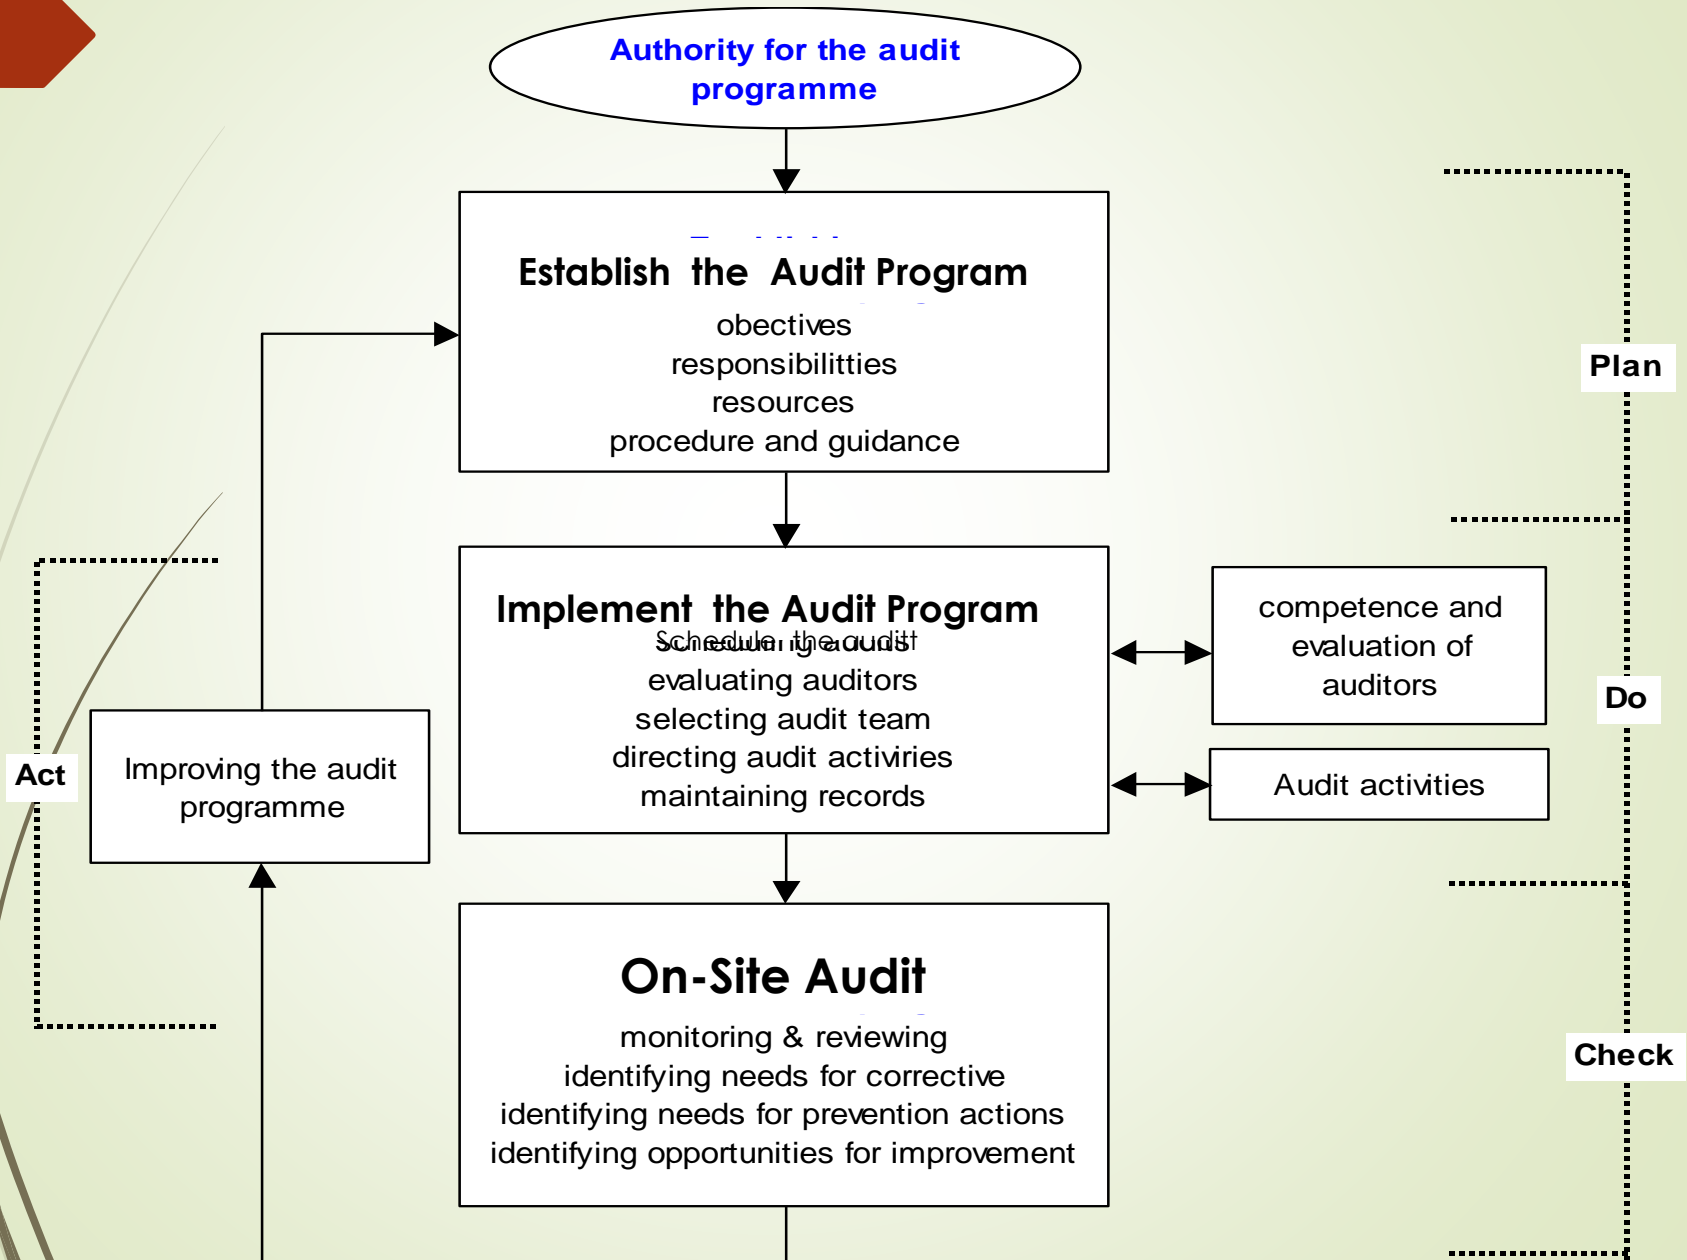 Authority for the audit
programme
Establish the Audit Program
obectives
responsibilitties
resources
procedure and guidance
Plan
Implement the Audit Program
evaluating auditors
selecting audit team
directing audit activiries
maintaining records
competence and
evaluation of
auditors
Do
Audit activities
Act
Improving the audit
programme
On-Site Audit
monitoring & reviewing
identifying needs for corrective
identifying needs for prevention actions
identifying opportunities for improvement
Check